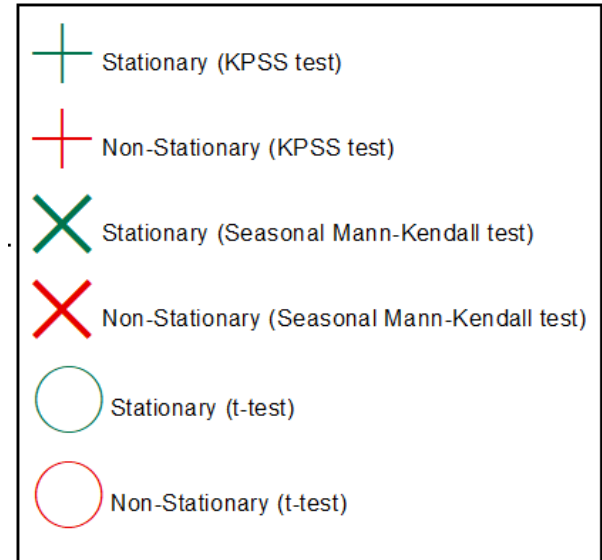 Stationary (KPSS test)
Non-Stationary (KPSS test)
Stationary (Seasonal Mann-Kendall test)
Non-Stationary (Seasonal Mann-Kendall test)
Stationary (t-test)
Non-Stationary (t-test)